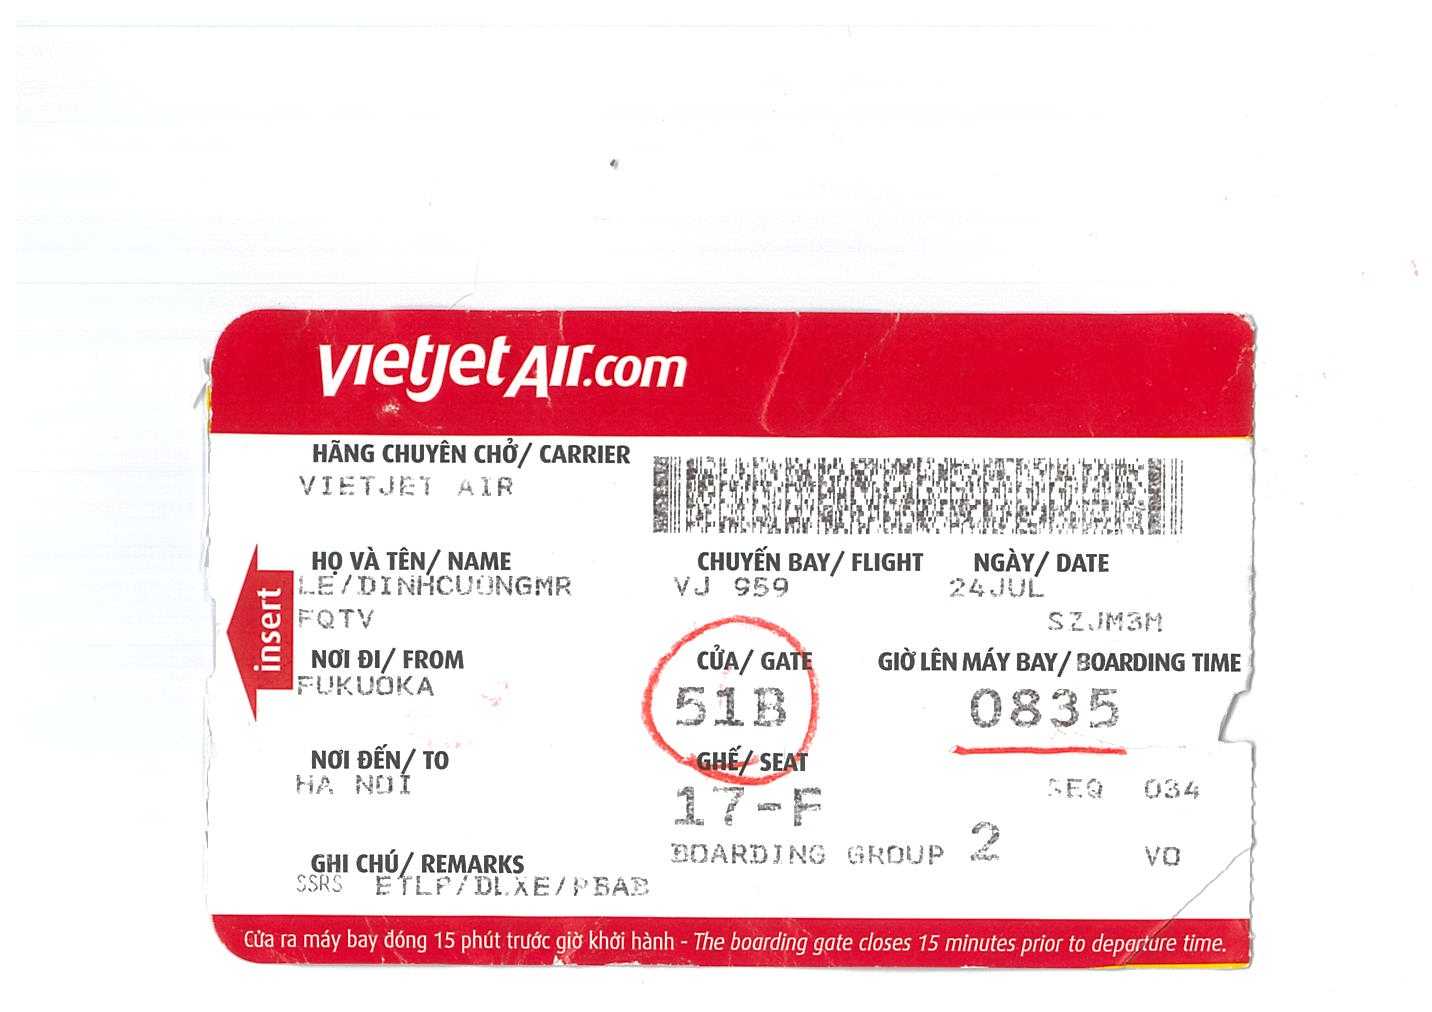 vietjetAir.com
HÃNG CHUYÊN CHỞ/ CARRIER
VIETJET AIR
HỌ VÀ TÊN/ NAME
LE/DINHCUONGMR
FQTV
CHUYẾN BAY/ FLIGHT
VJ 959
NGÀY/ DATE
24JUL
SZJM3M
insert
NƠI ĐI/ FROM
FUKUOKA
CỬA/ GATE
51B
GIỜ LÊN MÁY BAY/ BOARDING TIME
0835
NƠI ĐẾN/ TO
HA NOI
GHẾ/ SEAT
17-F
SEQ 034
BOARDING GROUP 2
VO
GHI CHÚ/ REMARKS
SSRS ETLP/DLXE/PBAB
Cửa ra máy bay đóng 15 phút trước giờ khởi hành - The boarding gate closes 15 minutes prior to departure time.